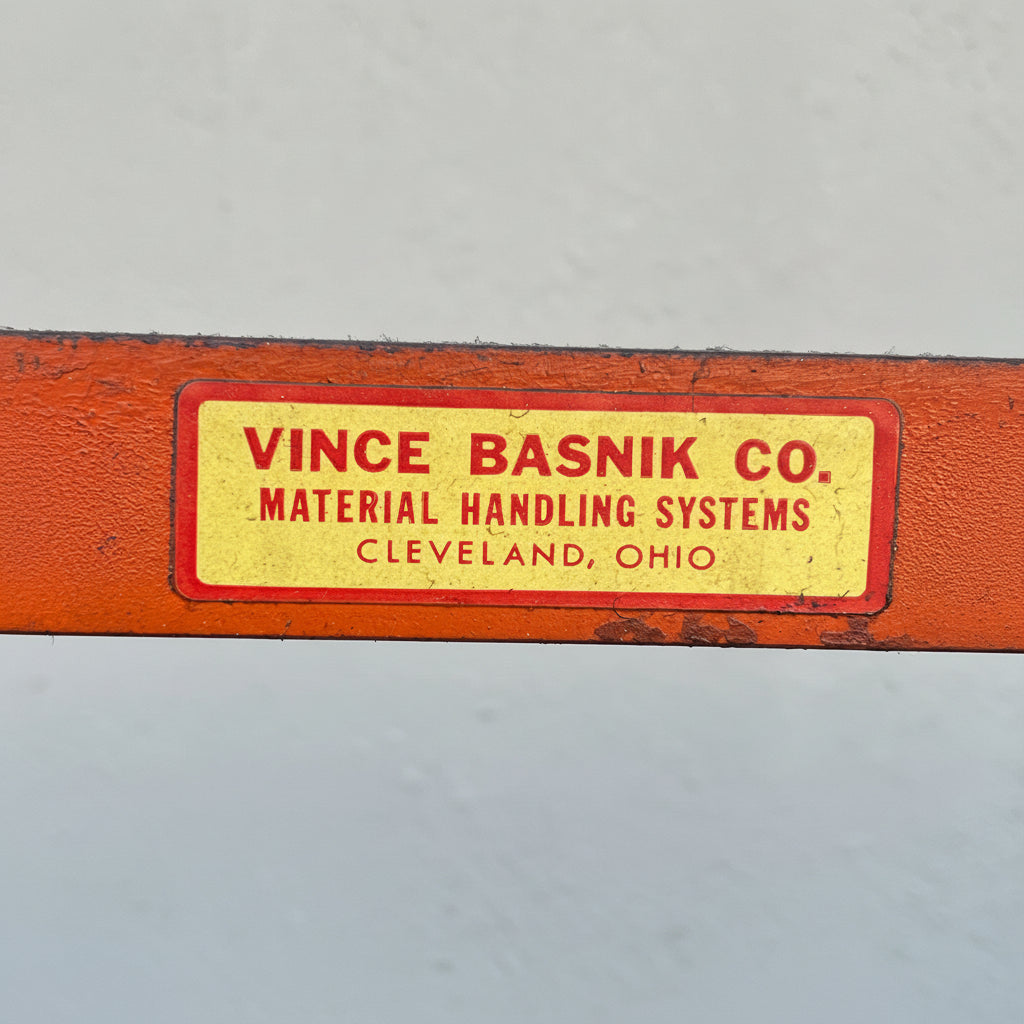 VINCE BASNIK CO.
MATERIAL HANDLING SYSTEMS
CLEVELAND, OHIO